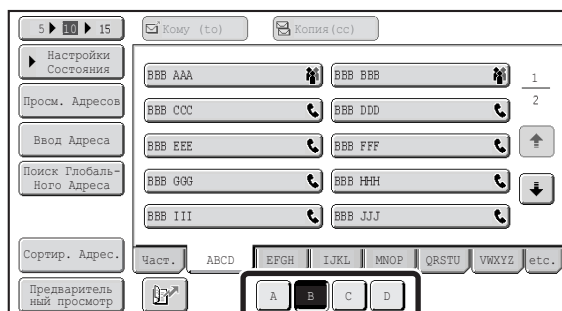 5 10 15
Кому (to)
Копия(cc)
Настройки
Состояния
Просм. Адресов
Ввод Адреса
Поиск Глобаль-
Ного Адреса
Сортир. Адрес.
Предваритель
ный просмотр
BBB AAA
BBB BBB
BBB CCC
BBB DDD
BBB EEE
BBB FFF
BBB GGG
BBB HHH
BBB III
BBB JJJ
1
2
Част.
ABCD
EFGH
IJKL
MNOP
QRSTU
VWXYZ
etc.
A
B
C
D